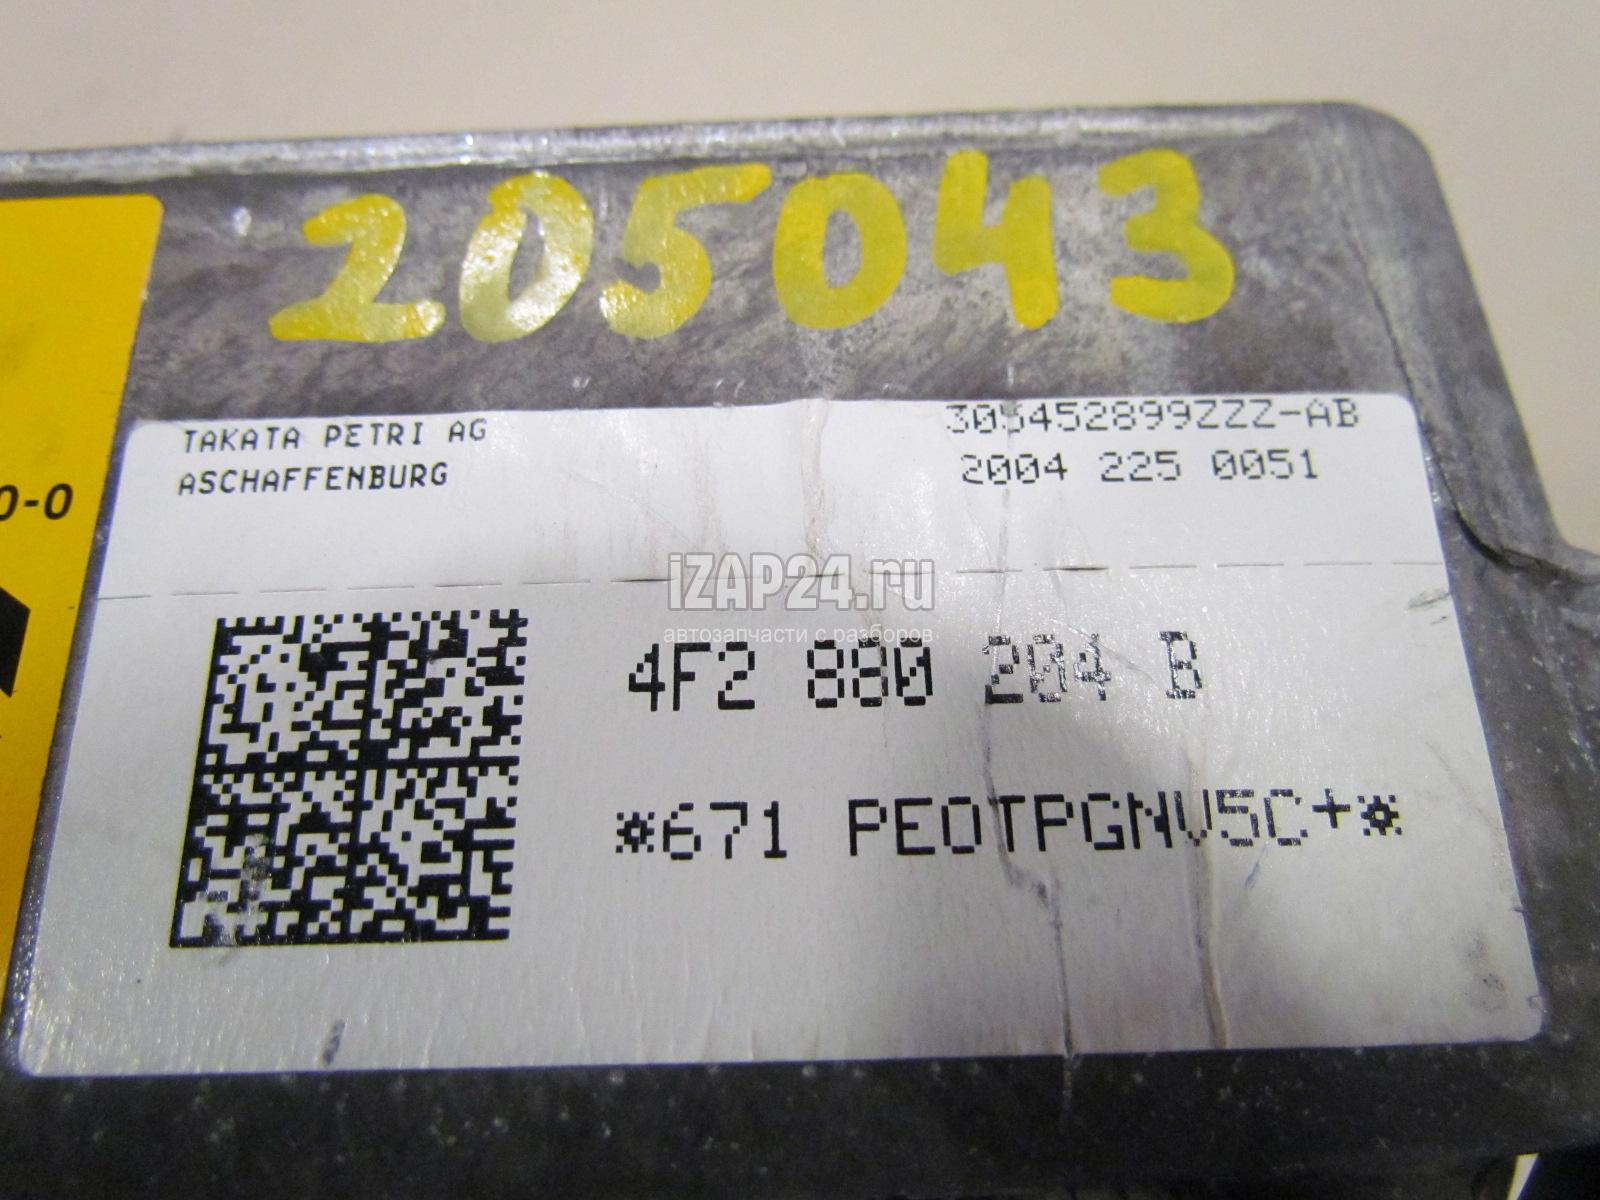 205043
TAKATA PETRI AG
ASCHAFFENBURG
305452899ZZZ-AB
2004 225 0051
0-0
iZAP24.ru
автозапчасти с разборов
4F2 880 204 B
*671 PEOTPGNV5C+*